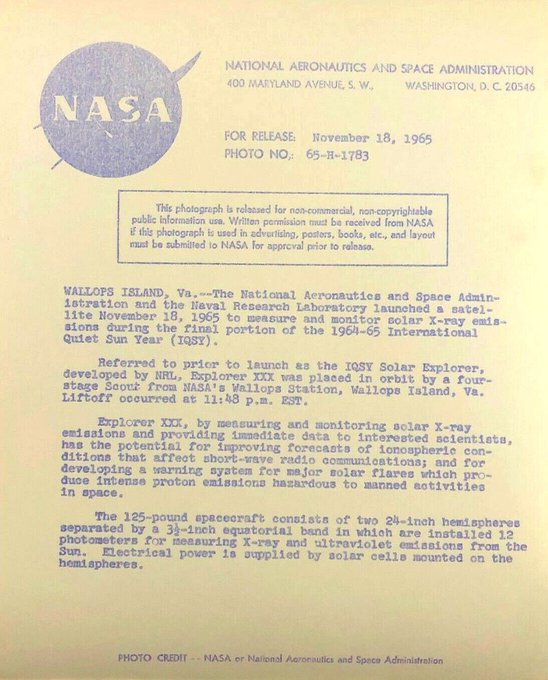 NASA
NATIONAL AERONAUTICS AND SPACE ADMINISTRATION
400 MARYLAND AVENUE, S. W., WASHINGTON, D. C. 20546
FOR RELEASE: November 18, 1965
PHOTO NO.: 65-H-1783
This photograph is released for non-commercial, non-copyrightable
public information use. Written permission must be received from NASA
if this photograph is used in advertising, posters, books, etc., and layout
must be submitted to NASA for approval prior to release.
WALLOPS ISLAND, Va.--The National Aeronautics and Space Admin-
istration and the Naval Research Laboratory launched a satel-
lite November 18, 1965 to measure and monitor solar X-ray emis-
sions during the final portion of the 1964-65 International
Quiet Sun Year (IQSY).
Referred to prior to launch as the IQSY Solar Explorer,
developed by NRL, Explorer XXX was placed in orbit by a four-
stage Scout from NASA's Wallops Station, Wallops Island, Va.
Liftoff occurred at 11:48 p.m. EST.
Explorer XXX, by measuring and monitoring solar X-ray
emissions and providing immediate data to interested scientists,
has the potential for improving forecasts of ionospheric con-
ditions that affect short-wave radio communications; and for
developing a warning system for major solar flares which pro-
duce intense proton emissions hazardous to manned activities
in space.
The 125-pound spacecraft consists of two 24-inch hemispheres
separated by a 3½-inch equatorial band in which are installed 12
photometers for measuring X-ray and ultraviolet emissions from the
Sun. Electrical power is supplied by solar cells mounted on the
hemispheres.
PHOTO CREDIT -- NASA or National Aeronautics and Space Administration